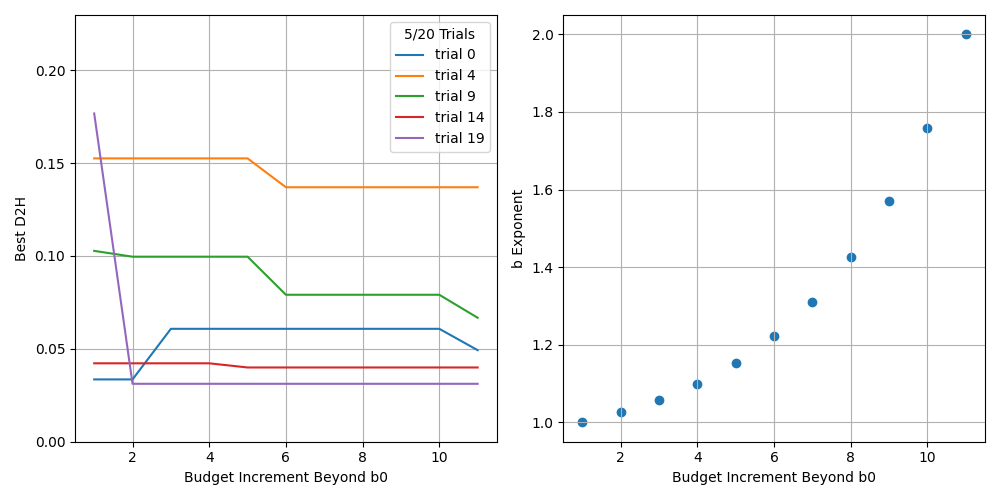 5/20 Trials
trial 0
trial 4
trial 9
trial 14
trial 19
0.20
0.15
0.10
0.05
0.00
Best D2H
2 4 6 8 10
Budget Increment Beyond b0
2.0
1.8
1.6
1.4
1.2
1.0
b Exponent
2 4 6 8 10
Budget Increment Beyond b0